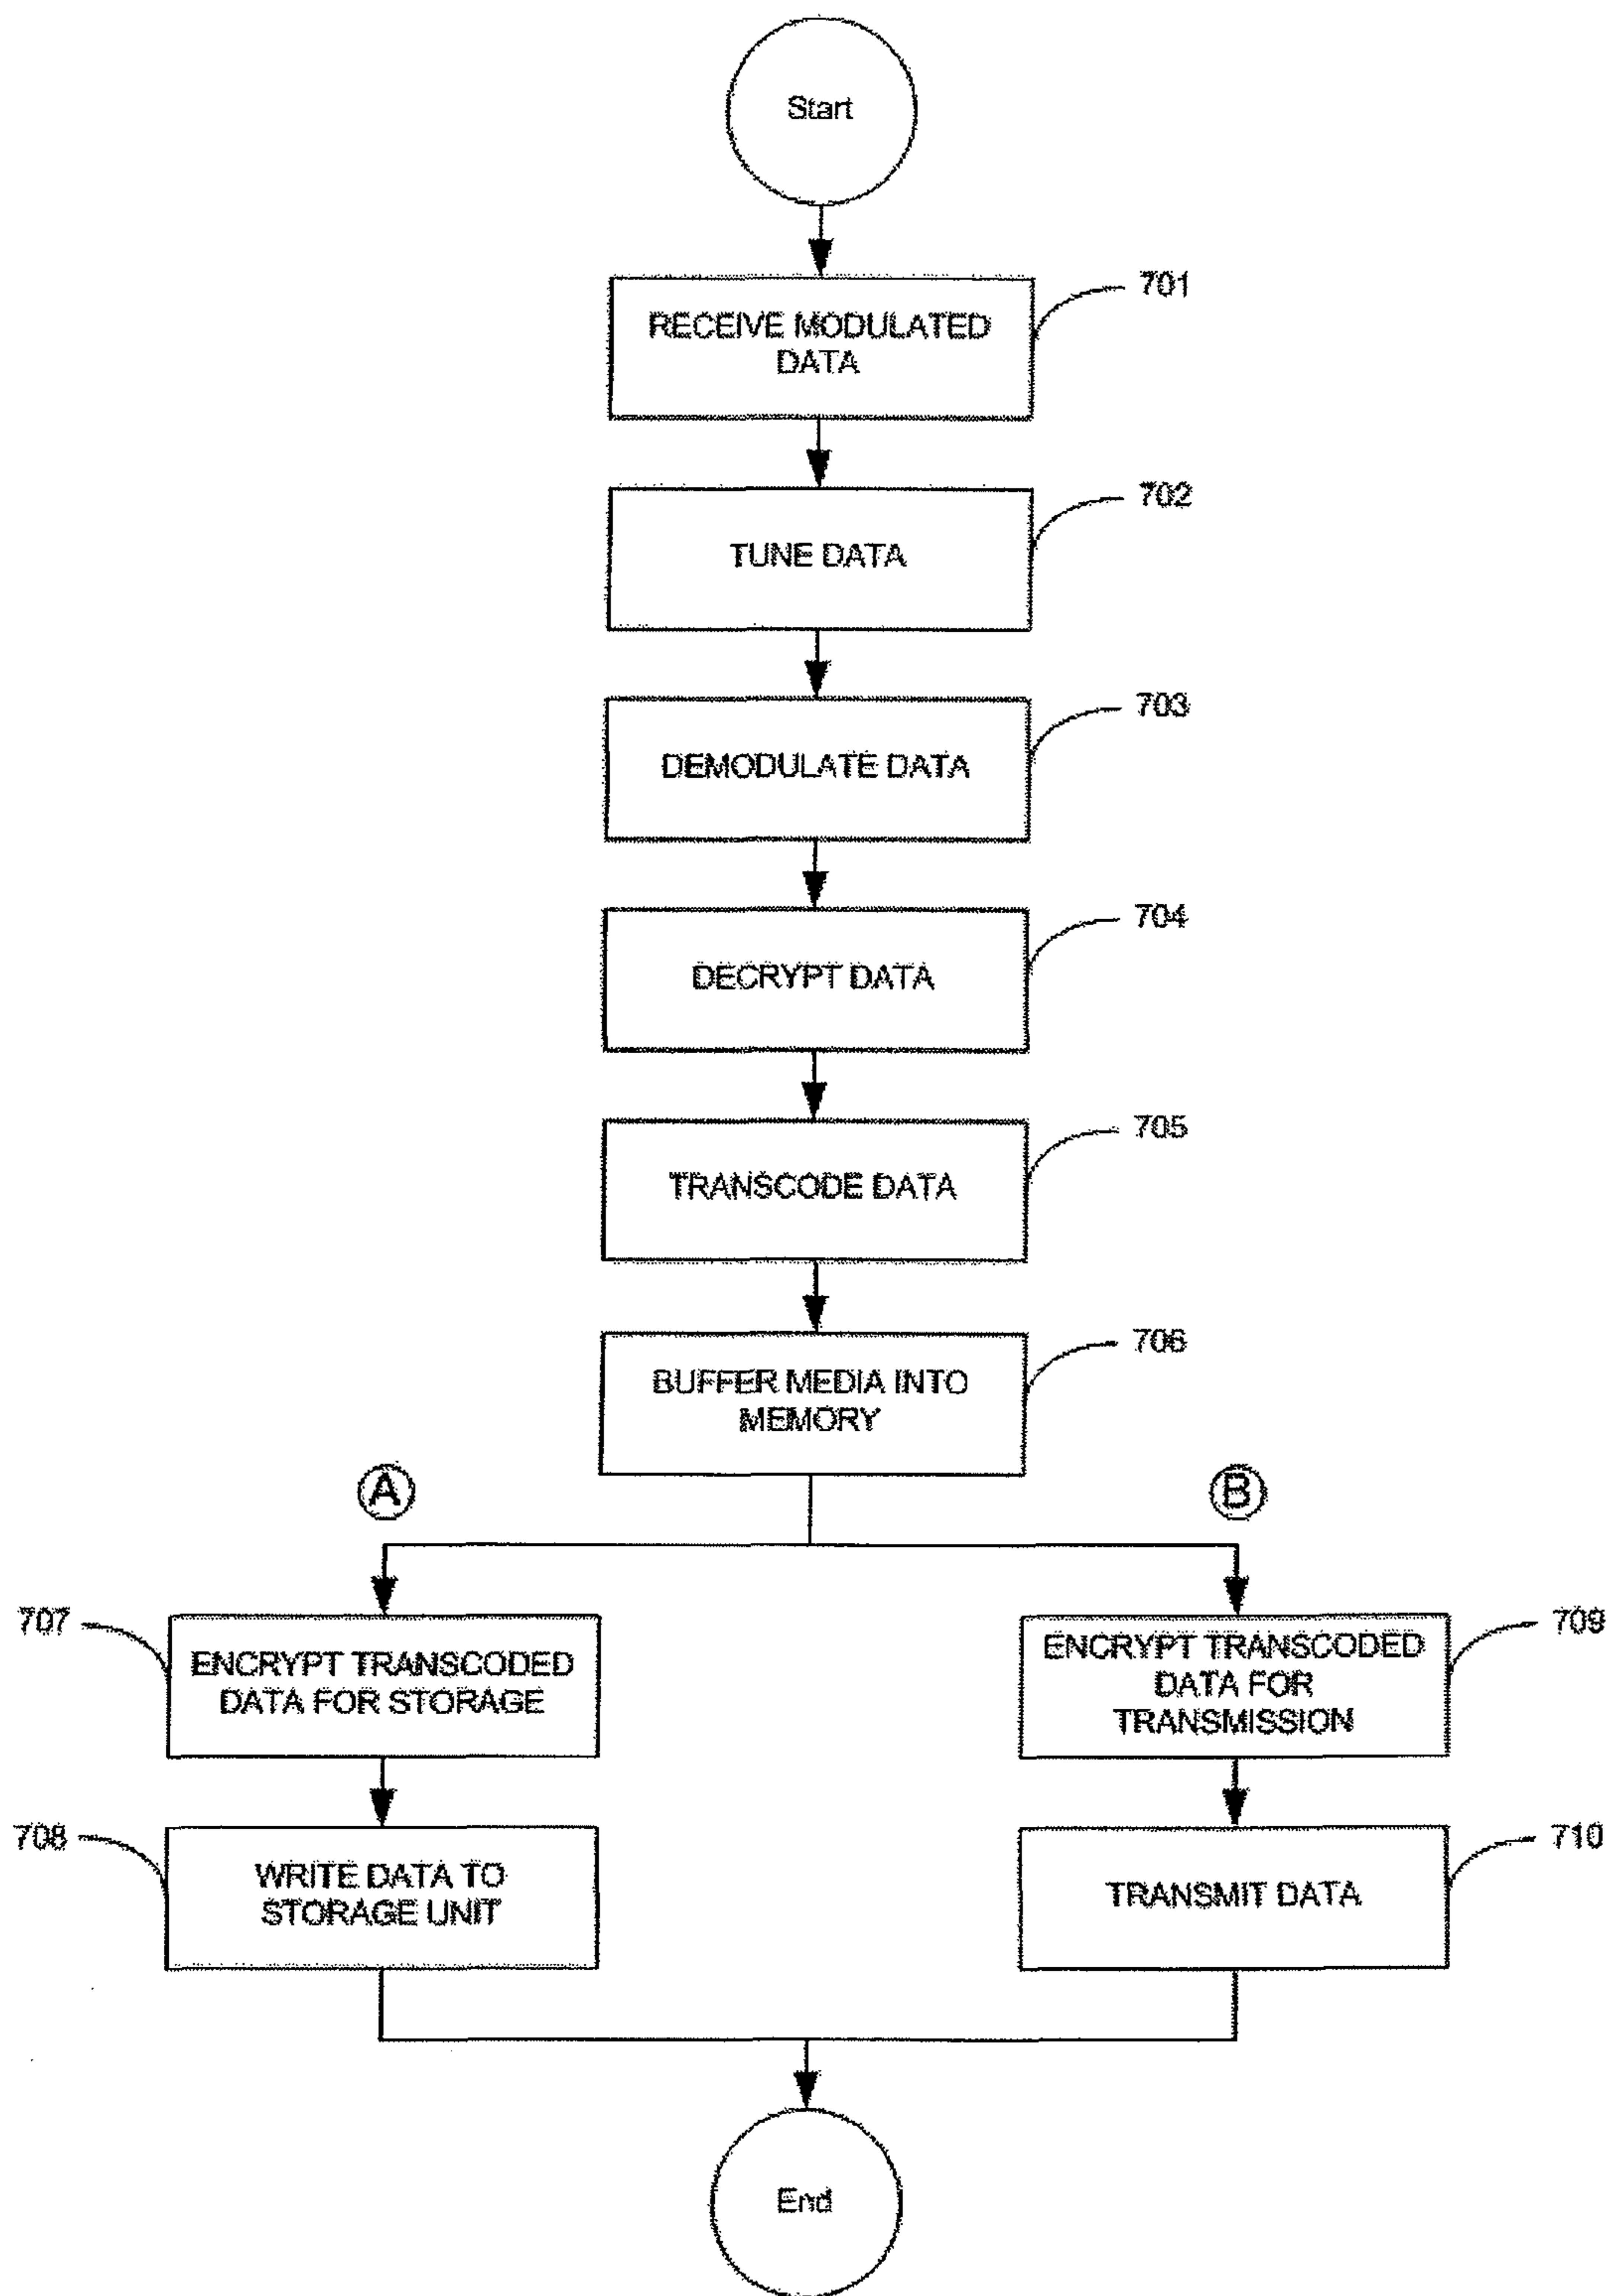 Start
701
RECEIVE MODULATED
DATA
702
TUNE DATA
703
DEMODULATE DATA
704
DECRYPT DATA
705
TRANSCODE DATA
706
BUFFER MEDIA INTO
MEMORY
A
B
707
ENCRYPT TRANSCODED
DATA FOR STORAGE
709
ENCRYPT TRANSCODED
DATA FOR
TRANSMISSION
708
WRITE DATA TO
STORAGE UNIT
710
TRANSMIT DATA
End